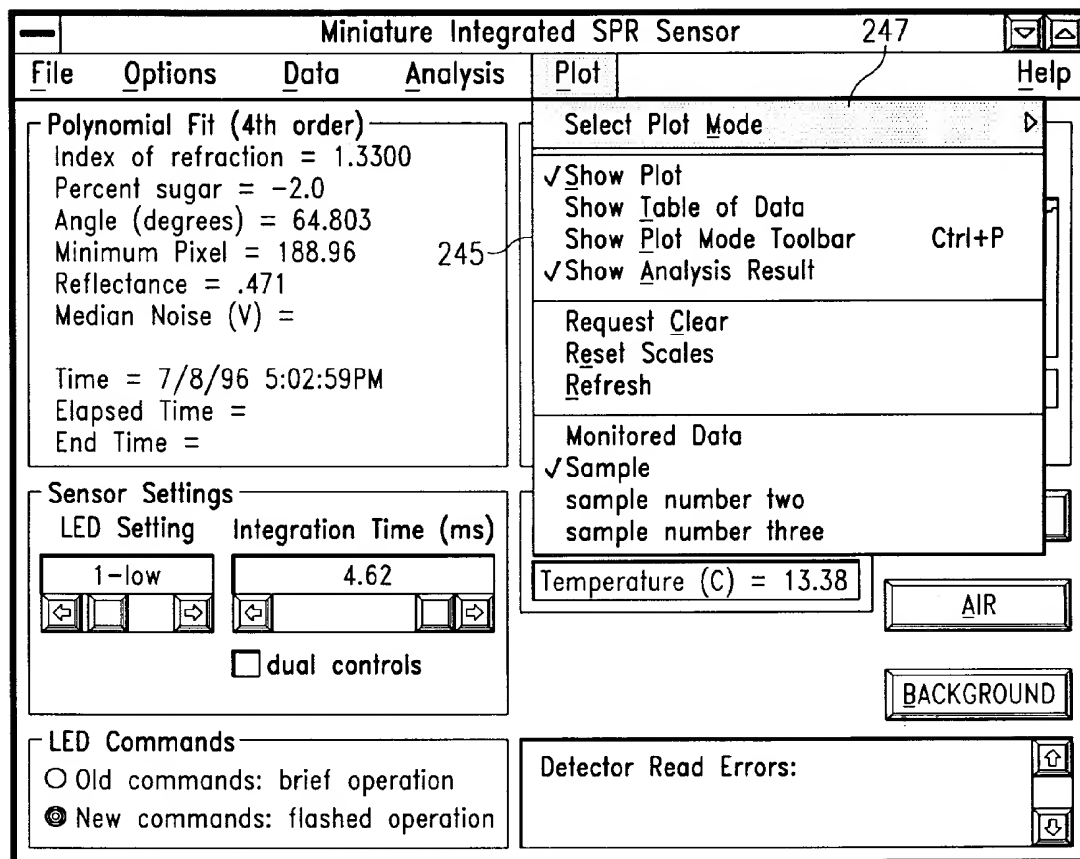 Miniature Integrated SPR Sensor
247
File Options Data Analysis Plot Help
Polynomial Fit (4th order)
Index of refraction = 1.3300
Percent sugar = -2.0
Angle (degrees) = 64.803
Minimum Pixel = 188.96
Reflectance = .471
Median Noise (V) =
Time = 7/8/96 5:02:59PM
Elapsed Time =
End Time =
245
Select Plot Mode
✓Show Plot
Show Table of Data
Show Plot Mode Toolbar Ctrl+P
✓Show Analysis Result
Request Clear
Reset Scales
Refresh
Monitored Data
✓Sample
sample number two
sample number three
Sensor Settings
LED Setting Integration Time (ms)
1-low 4.62
dual controls
Temperature (C) = 13.38
AIR
BACKGROUND
LED Commands
Old commands: brief operation
New commands: flashed operation
Detector Read Errors: